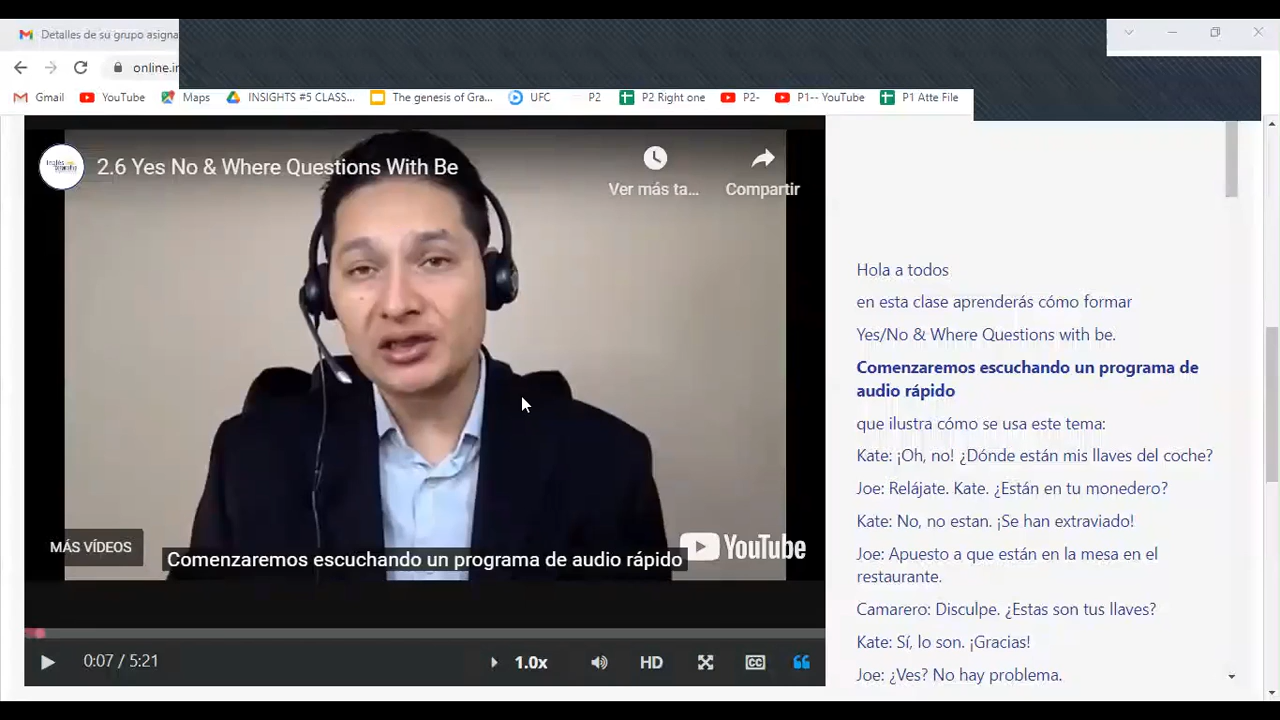 Detalles de su grupo asigna
online.in
Gmail YouTube Maps INSIGHTS #5 CLASS... The genesis of Gra... UFC P2 P2 Right one P2- P1-- YouTube P1 Atte File
2.6 Yes No & Where Questions With Be
Ver más ta... Compartir
MÁS VÍDEOS
Comenzaremos escuchando un programa de audio rápido
YouTube
0:07 / 5:21
1.0x
HD
CC
Hola a todos
en esta clase aprenderás cómo formar
Yes/No & Where Questions with be.
Comenzaremos escuchando un programa de
audio rápido
que ilustra cómo se usa este tema:
Kate: ¡Oh, no! ¿Dónde están mis llaves del coche?
Joe: Relájate. Kate. ¿Están en tu monedero?
Kate: No, no estan. ¡Se han extraviado!
Joe: Apuesto a que están en la mesa en el
restaurante.
Camarero: Disculpe. ¿Estas son tus llaves?
Kate: Sí, lo son. ¡Gracias!
Joe: ¿Ves? No hay problema.